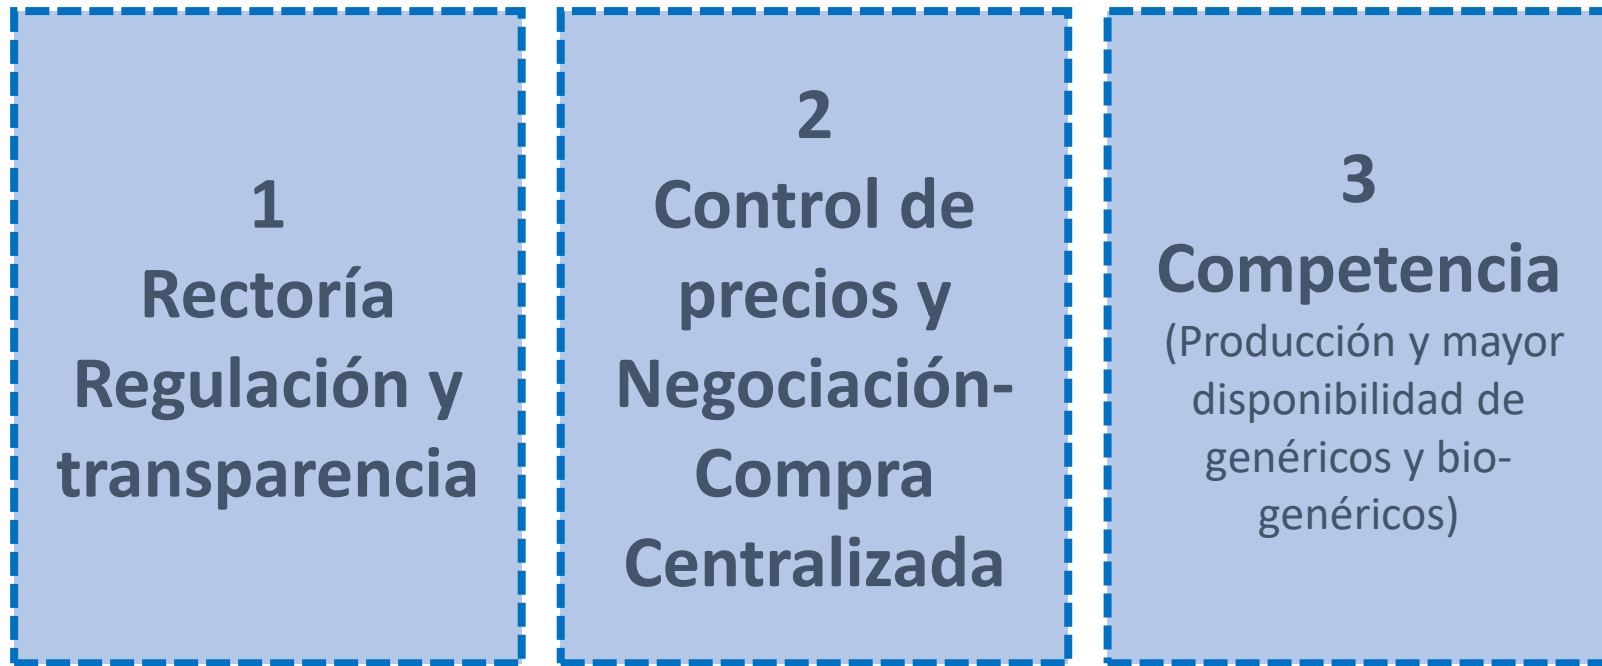 1
Rectoría
Regulación y
transparencia
2
Control de
precios y
Negociación-
Compra
Centralizada
3
Competencia
(Producción y mayor
disponibilidad de
genéricos y bio-
genéricos)